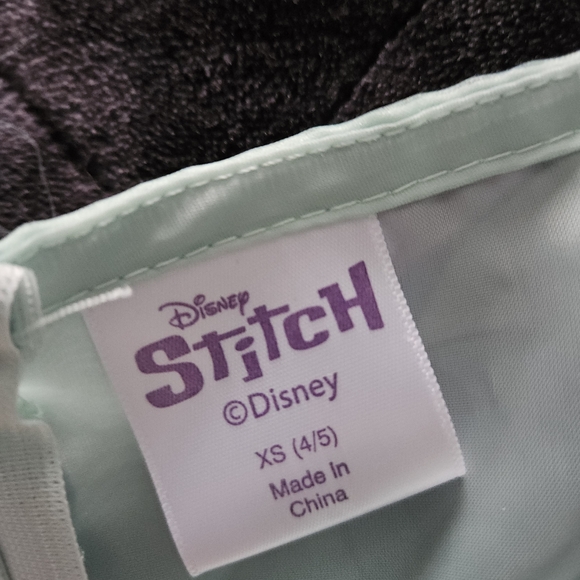 Disney
Stitch
©Disney
XS (4/5)
Made In
China